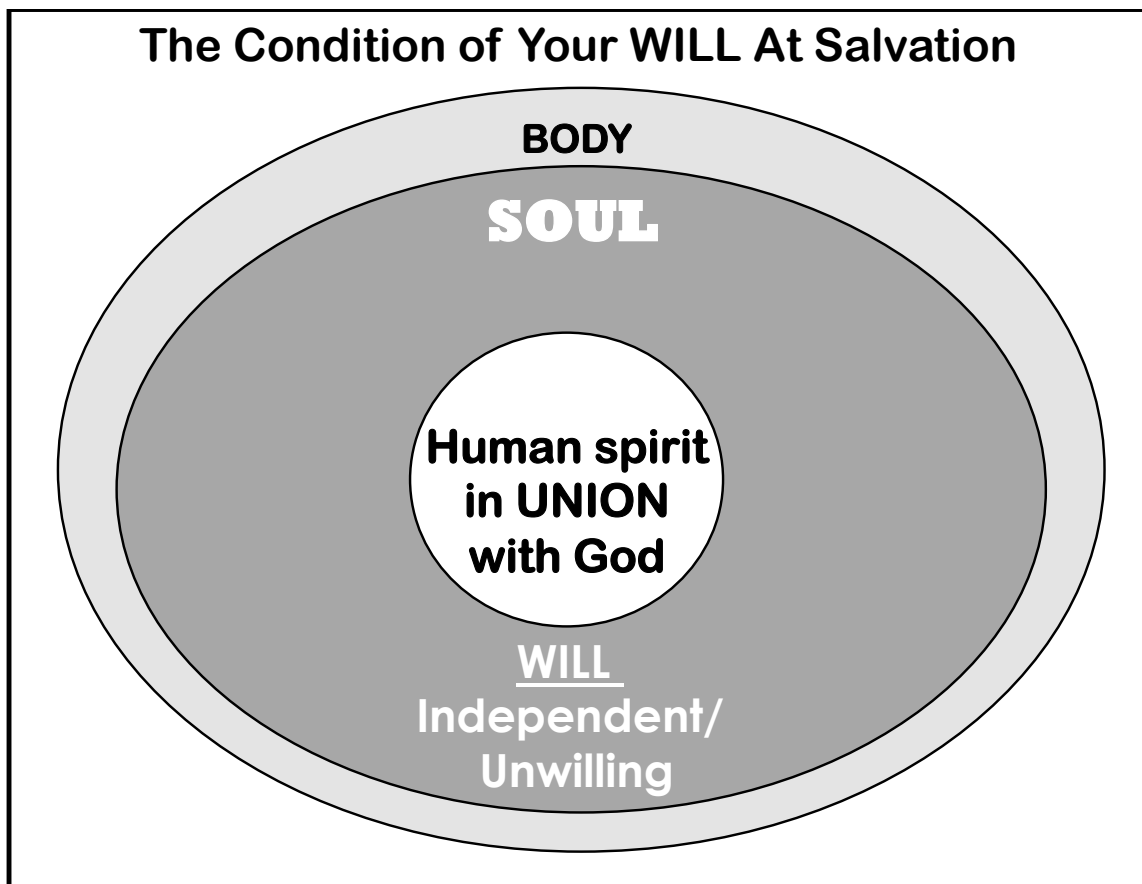 The Condition of Your WILL At Salvation
BODY
SOUL
Human spirit
in UNION
with God
WILL
Independent/
Unwilling